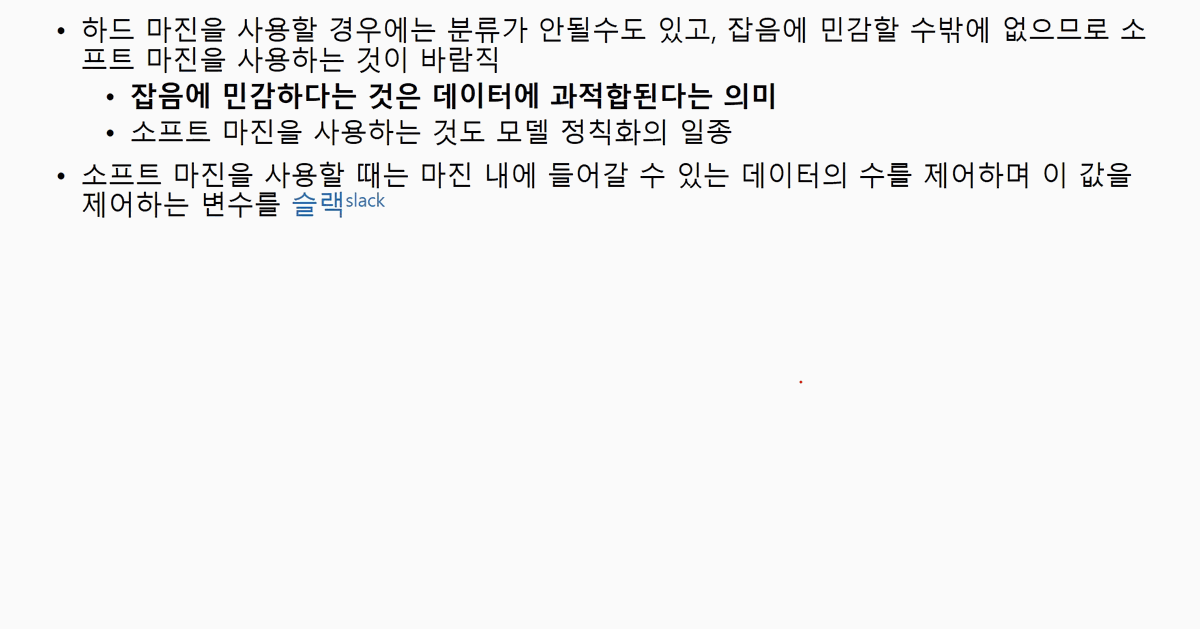 • 하드 마진을 사용할 경우에는 분류가 안될수도 있고, 잡음에 민감할 수밖에 없으므로 소
프트 마진을 사용하는 것이 바람직
• 잡음에 민감하다는 것은 데이터에 과적합된다는 의미
• 소프트 마진을 사용하는 것도 모델 정칙화의 일종
• 소프트 마진을 사용할 때는 마진 내에 들어갈 수 있는 데이터의 수를 제어하며 이 값을
제어하는 변수를 슬랙slack